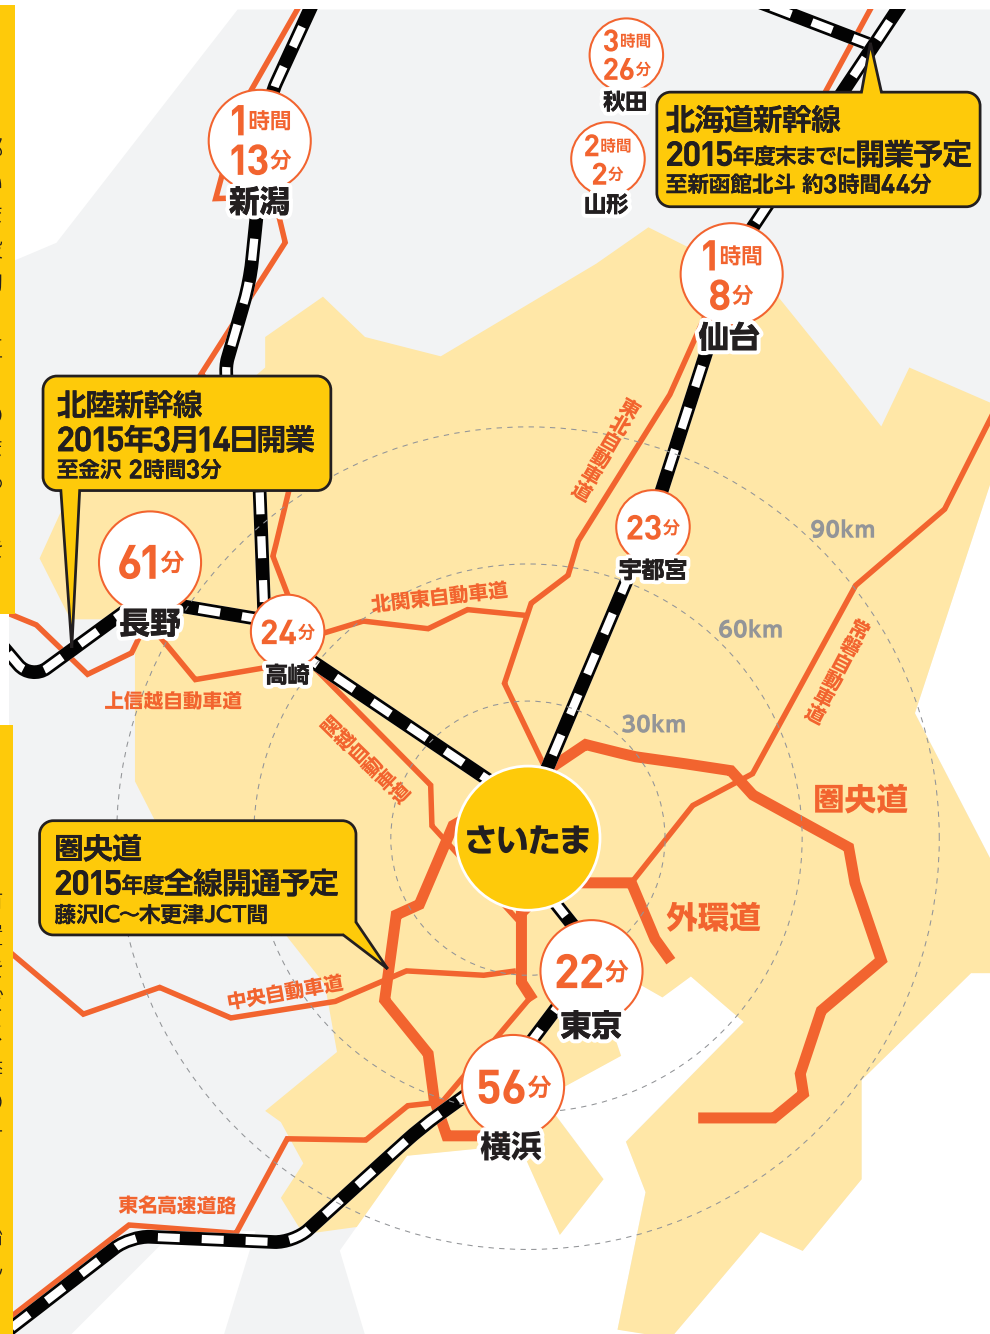 3時間
26分
秋田
1時間
13分
新潟
2時間
2分
山形
北海道新幹線
2015年度末までに開業予定
至新函館北斗 約3時間44分
1時間
8分
仙台
北陸新幹線
2015年3月14日開業
至金沢 2時間3分
東北自動車道
23分
宇都宮
90km
61分
長野
北関東自動車道
24分
高崎
60km
常磐自動車道
上信越自動車道
関越自動車道
30km
さいたま
圏央道
圏央道
2015年度全線開通予定
藤沢IC～木更津JCT間
外環道
中央自動車道
22分
東京
56分
横浜
東名高速道路